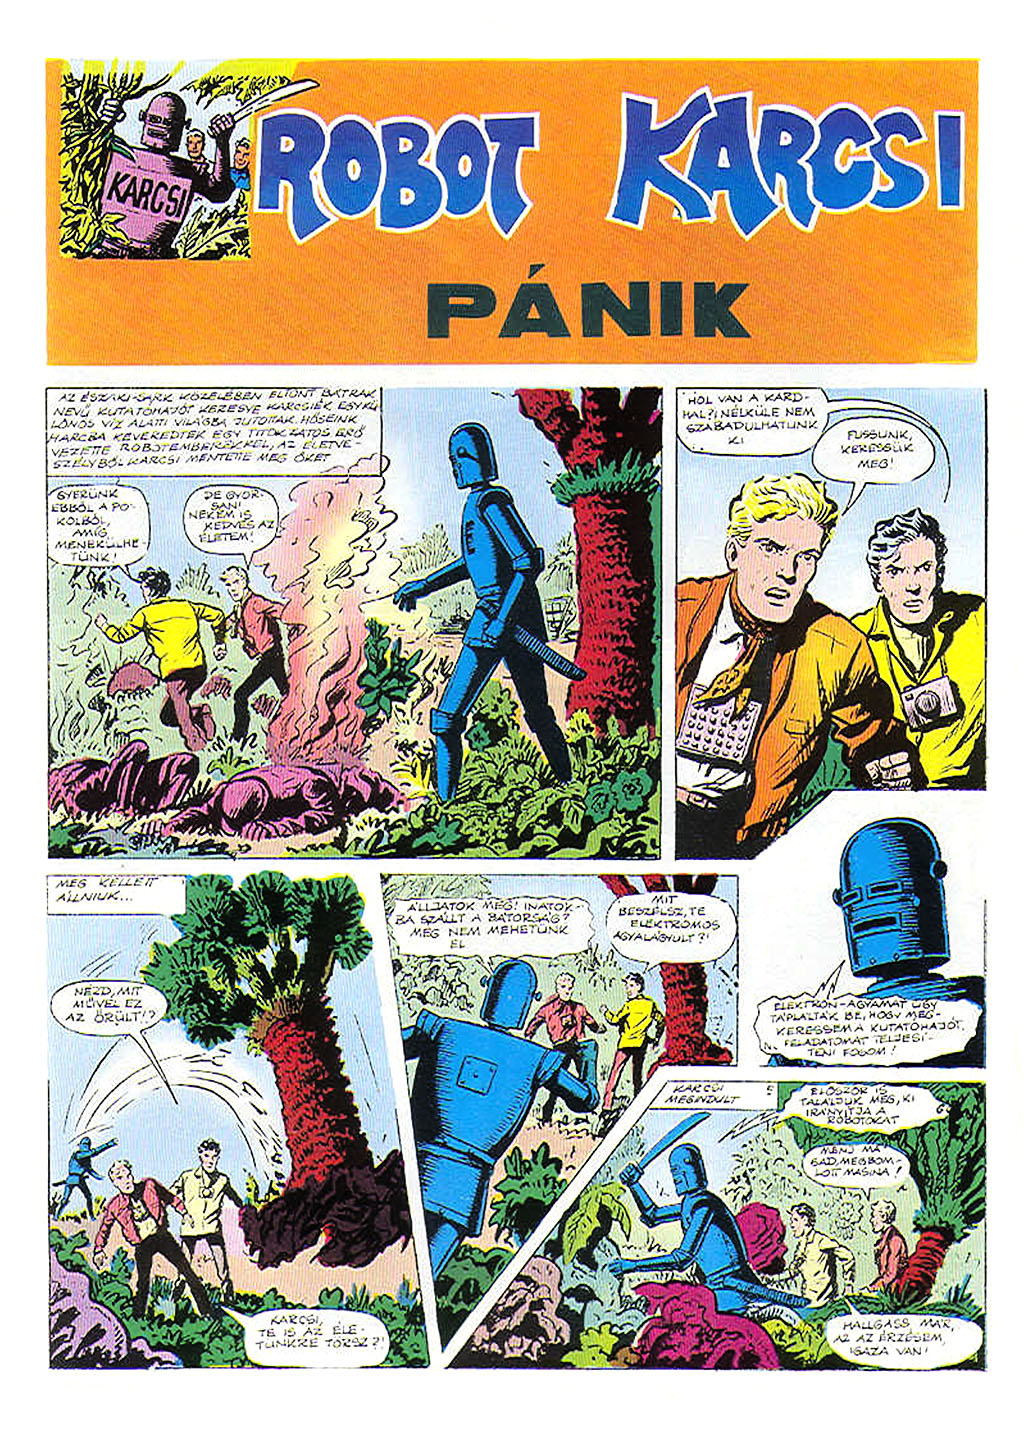 KARCSI
ROBOT KARCSI
PÁNIK
AZ ÉSZAKI-SARK KÖZELÉBEN ELTŰNT BÁTRAK
NEVŰ KUTATÓHAJÓT KERESVE KARCSIÉK EGY KÜ-
LÖNÖS VÍZ ALATTI VILÁGBA JUTOTTAK. HŐSEINK
HARCBA KEVEREDTEK EGY TITOKZATOS ERŐ
VEZETTE ROBOTEMBEREKKEL, AZ ÉLETVE-
SZÉLYBŐL KARCSI MENTETTE MEG ŐKET
GYERÜNK
EBBŐL A PO-
KOLBÓL,
AMÍG
MENEKÜLHE-
TÜNK!
DE GYOR-
SAN!
NEKEM IS
KEDVES AZ
ÉLETEM!
HOL VAN A KARD-
HAL?! NÉLKÜLE NEM
SZABADULHATUNK
KI
FUSSUNK,
KERESSÜK
MEG!
MEG KELLETT
ÁLLNIUK...
NÉZD, MIT
MŰVEL EZ
AZ ŐRÜLT!?
KARCSI,
TE IS AZ ÉLE-
TÜNKRE TÖRSZ?!
ÁLLJATOK MEG! INATOK-
BA SZÁLLT A BÁTORSÁG?
MÉG NEM MEHETÜNK
EL
MIT
BESZÉLSZ, TE
ELEKTROMOS
AGYALÁGYULT?!
ELEKTRON-AGYAMAT ÚGY
TÁPLÁLTÁK BE, HOGY MEG-
KERESSEM A KUTATÓHAJÓT,
FELADATOMAT TELJESÍ-
TENI FOGOM!
KARCSI
MEGINDULT
ELŐSZÖR IS
TALÁLJUK MEG, KI
IRÁNYÍTJA A
ROBOTOKAT
MENJ MÁ
GAD, MEGBOM-
LOTT MASINA!
HALLGASS MÁR,
AZ AZ ÉRZÉSEM,
IGAZA VAN!